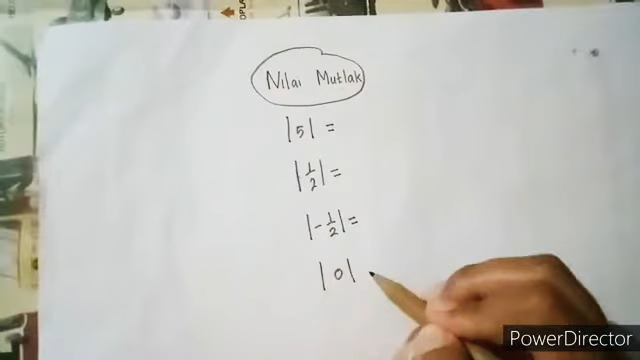 Nilai Mutlak
|5| =
|1/2| =
|-1/2| =
|0|
PowerDirector